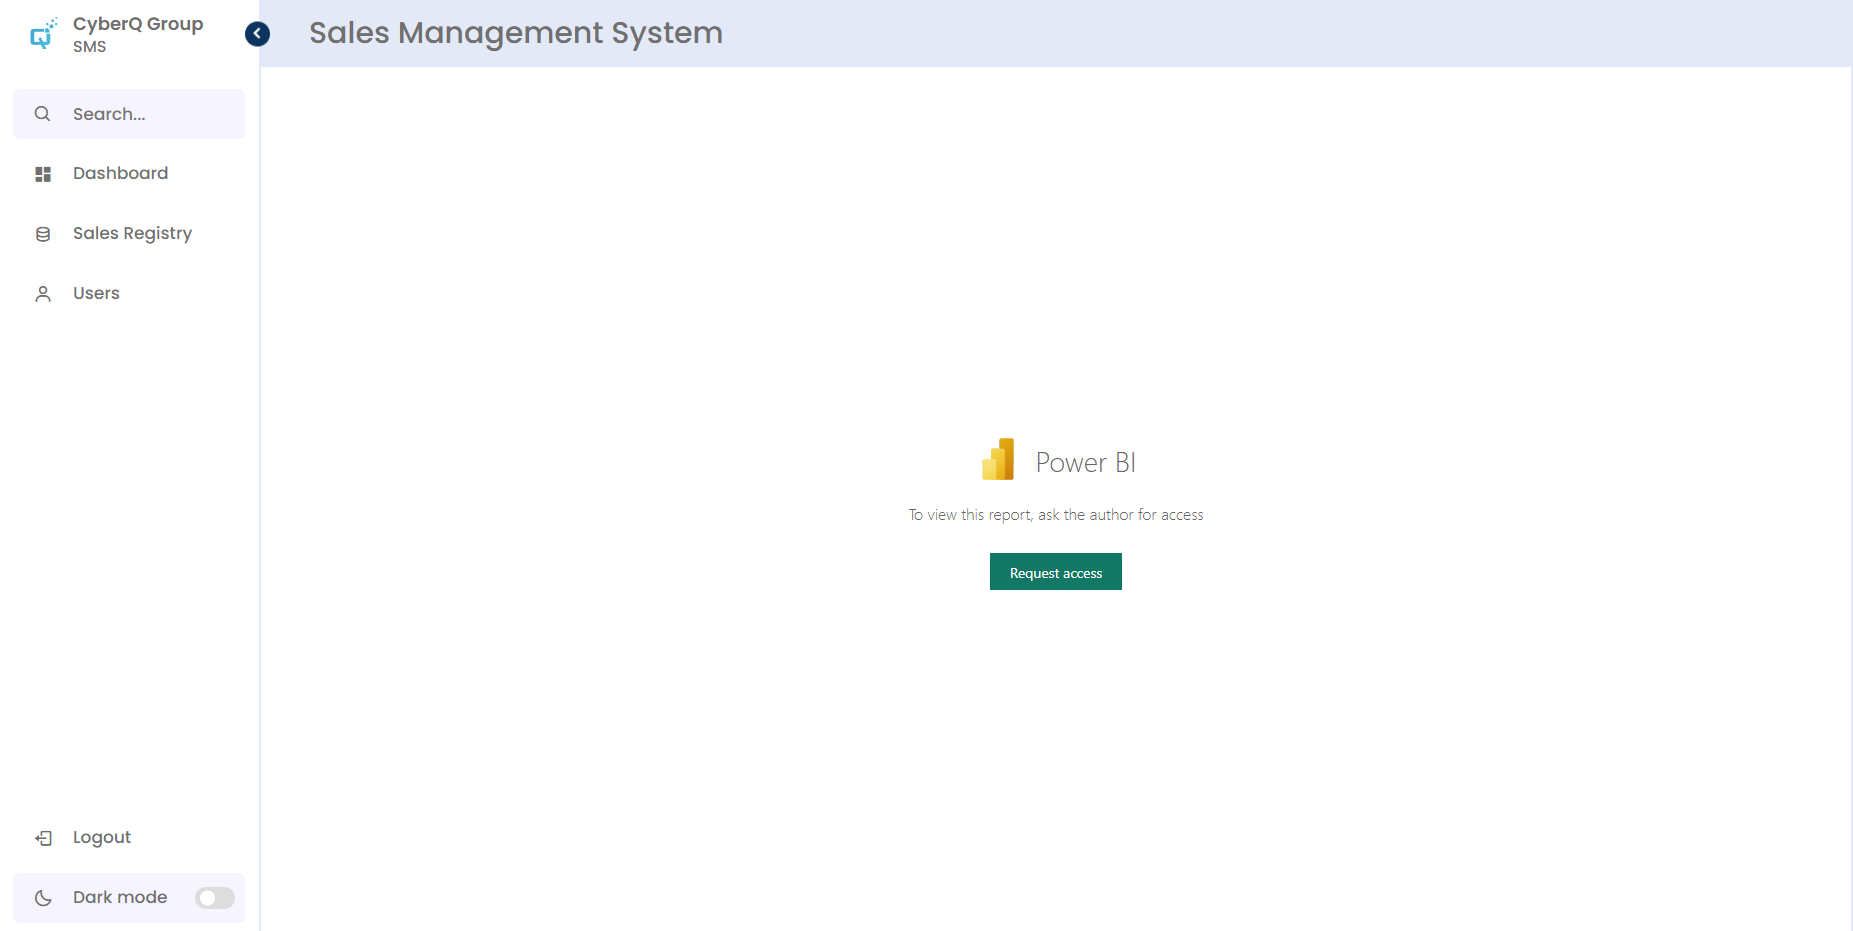 CyberQ Group
SMS
Sales Management System
Search...
Dashboard
Sales Registry
Users
Power BI
To view this report, ask the author for access
Request access
Logout
Dark mode